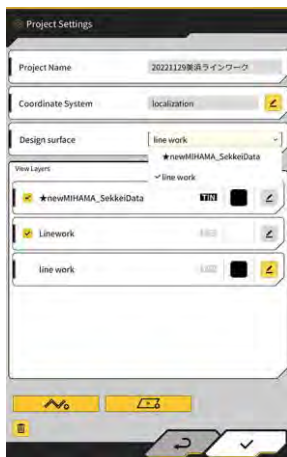 Project Settings
Project Name 20221129美浜ラインワーク
Coordinate System localization
Design surface line work
★newMIHAMA_SekkeiData
✓line work
View Layers
★newMIHAMA_SekkeiData TIN
Linework
line work